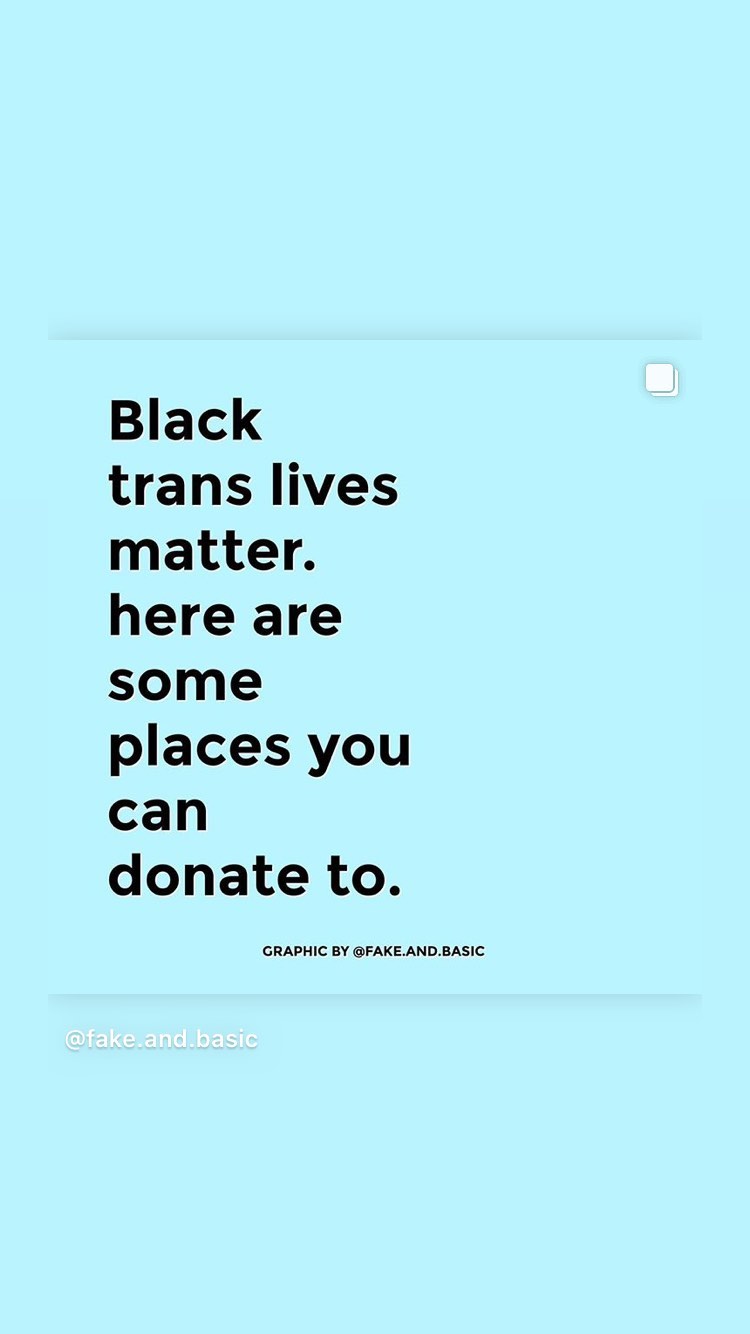 Black
trans lives
matter.
here are
some
places you
can
donate to.
GRAPHIC BY @FAKE.AND.BASIC
@fake.and.basic